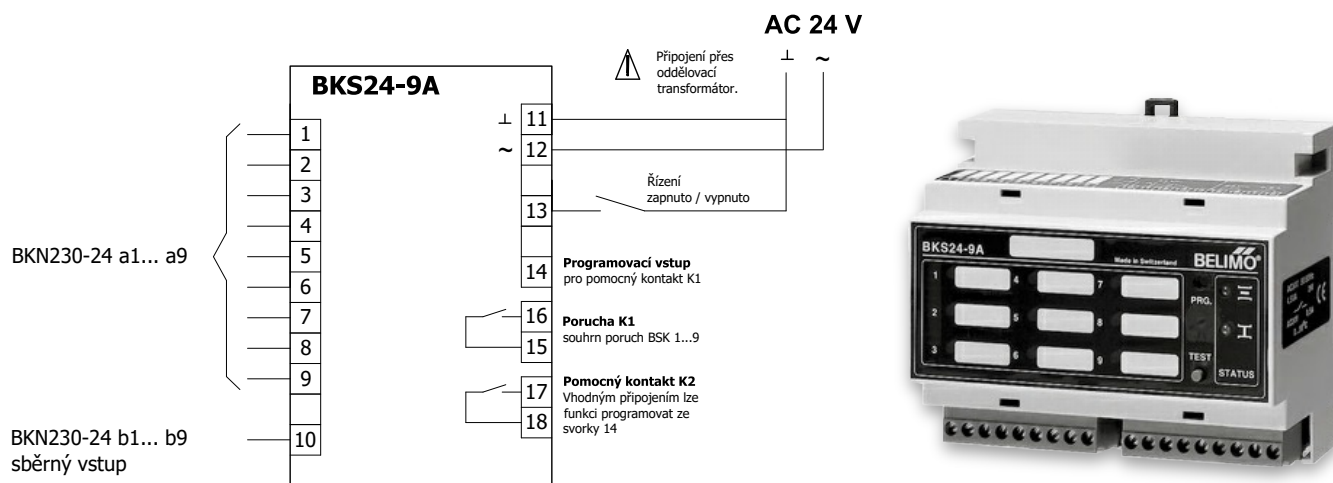 AC 24 V
⊥ ~
Připojení přes
oddělovací
transformátor.
BKS24-9A
1
2
3
4
5
6
7
8
9
10
BKN230-24 a1... a9
BKN230-24 b1... b9
sběrný vstup
⊥ 11
~ 12
13
14
16
15
17
18
Řízení
zapnuto / vypnuto
Programovací vstup
pro pomocný kontakt K1
Porucha K1
souhrn poruch BSK 1...9
Pomocný kontakt K2
Vhodným připojením lze
funkci programovat ze
svorky 14
BKS24-9A
Made in Switzerland
BELIMO®
1 4 7
2 5 8
3 6 9
PRG.
TEST
STATUS
CE